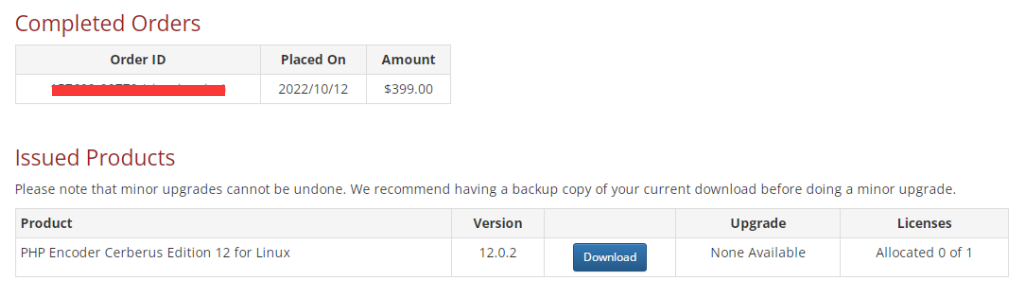 Completed Orders
Order ID Placed On Amount
2022/10/12 $399.00
Issued Products
Please note that minor upgrades cannot be undone. We recommend having a backup copy of your current download before doing a minor upgrade.
Product Version Upgrade Licenses
PHP Encoder Cerberus Edition 12 for Linux 12.0.2 Download None Available Allocated 0 of 1